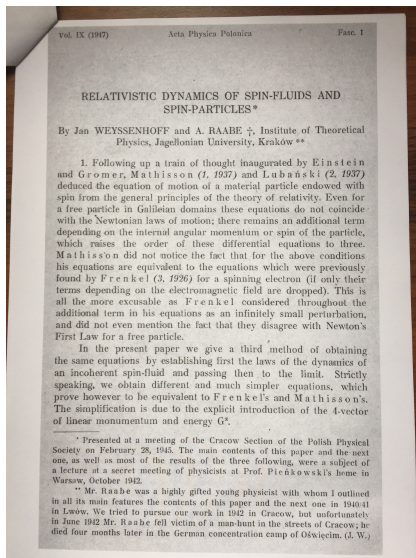 Vol. IX (1947) Acta Physica Polonica Fasc. 1
RELATIVISTIC DYNAMICS OF SPIN-FLUIDS AND
SPIN-PARTICLES*
By Jan WEYSSENHOFF and A. RAABE †, Institute of Theoretical
Physics, Jagellonian University, Kraków **
1. Following up a train of thought inaugurated by Einstein
and Gromer, Mathisson (1, 1937) and Lubański (2, 1937)
deduced the equation of motion of a material particle endowed with
spin from the general principles of the theory of relativity. Even for
a free particle in Galileian domains these equations do not coincide
with the Newtonian laws of motion; there remains an additional term
depending on the internal angular momentum or spin of the particle,
which raises the order of these differential equations to three.
Mathisson did not notice the fact that for the above conditions
his equations are equivalent to the equations which were previously
found by Frenkel (3, 1926) for a spinning electron (if only their
terms depending on the electromagnetic field are dropped). This is
all the more excusable as Frenkel considered throughout the
additional term in his equations as an infinitely small perturbation,
and did not even mention the fact that they disagree with Newton's
First Law for a free particle.
In the present paper we give a third method of obtaining
the same equations by establishing first the laws of the dynamics of
an incoherent spin-fluid and passing then to the limit. Strictly
speaking, we obtain different and much simpler equations, which
prove however to be equivalent to Frenkel's and Mathisson's.
The simplification is due to the explicit introduction of the 4-vector
of linear monumentum and energy Gᵅ.
* Presented at a meeting of the Cracow Section of the Polish Physical
Society on February 28, 1945. The main contents of this paper and the next
one, as well as most of the results of the three following, were a subject of
a lecture at a secret meeting of physicists at Prof. Pieńkowski's home in
Warsaw, October 1942.
** Mr. Raabe was a highly gifted young physicist with whom I outlined
in all its main features the contents of this paper and the next one in 1940/41
in Lwów. We tried to pursue our work in 1942 in Cracow, but unfortunately
in June 1942 Mr. Raabe fell victim of a man-hunt in the streets of Cracow; he
died four months later in the German concentration camp of Oświęcim. (J. W.)